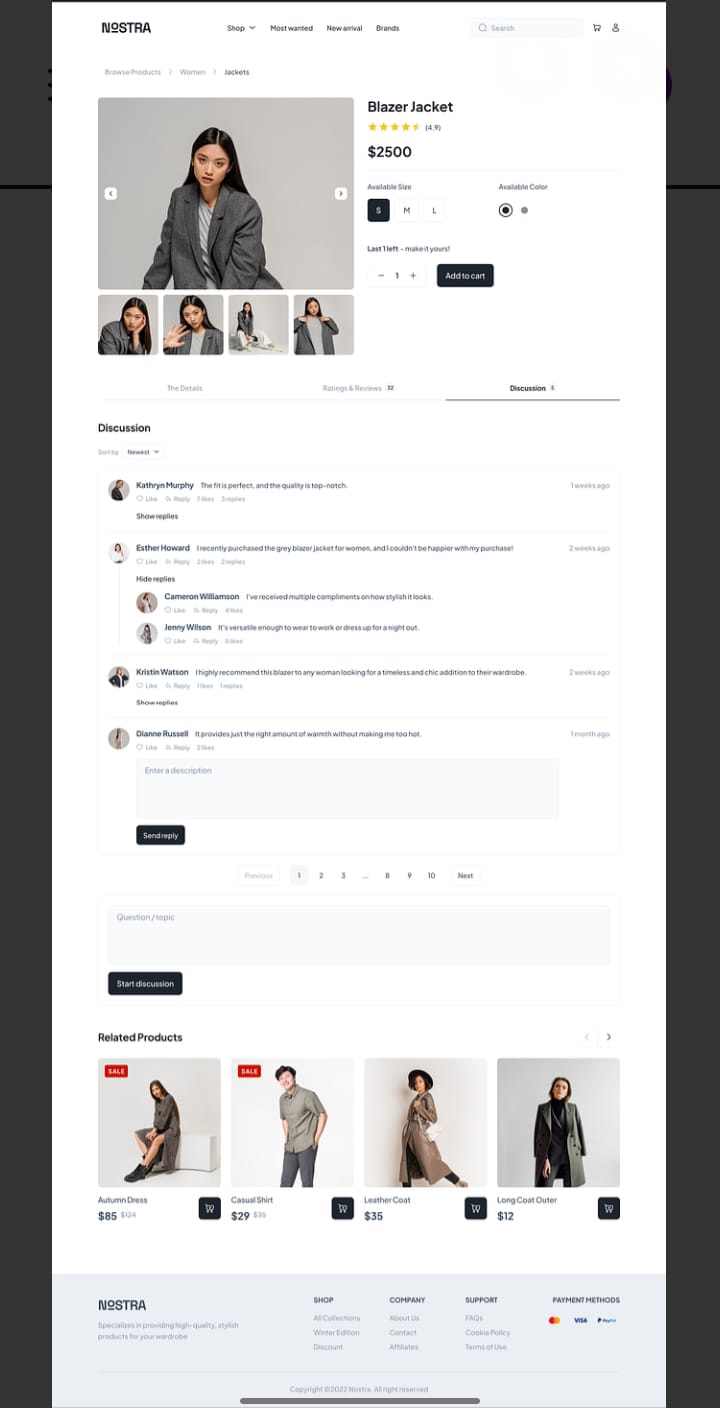 NOSTRA
Shop Most wanted New arrival Brands Search
Browse Products Women Jackets
Blazer Jacket
(4.9)
$2500
Available Size Available Color
S M L
Last 1 left - make it yours!
1 Add to cart
The Details Ratings & Reviews 32 Discussion 5
Discussion
Sort by Newest
Kathryn Murphy The fit is perfect, and the quality is top-notch. 1 weeks ago
Like Reply 7 likes 3 replies
Show replies
Esther Howard I recently purchased the grey blazer jacket for women, and I couldn't be happier with my purchase! 2 weeks ago
Like Reply 2 likes 2 replies
Hide replies
Cameron Williamson I've received multiple compliments on how stylish it looks.
Like Reply 4 likes
Jenny Wilson It's versatile enough to wear to work or dress up for a night out.
Like Reply 5 likes
Kristin Watson I highly recommend this blazer to any woman looking for a timeless and chic addition to their wardrobe. 2 weeks ago
Like Reply 1 likes 1 replies
Show replies
Dianne Russell It provides just the right amount of warmth without making me too hot. 1 month ago
Like Reply 2 likes
Enter a description
Send reply
Previous 1 2 3 ... 8 9 10 Next
Question / topic
Start discussion
Related Products
SALE SALE
Autumn Dress Casual Shirt Leather Coat Long Coat Outer
$85 $124 $29 $35 $35 $12
NOSTRA SHOP COMPANY SUPPORT PAYMENT METHODS
Specializes in providing high-quality, stylish
products for your wardrobe
All Collections About Us FAQs VISA PayPal
Winter Edition Contact Cookie Policy
Discount Affiliates Terms of Use
Copyright ©2022 Nostra. All right reserved